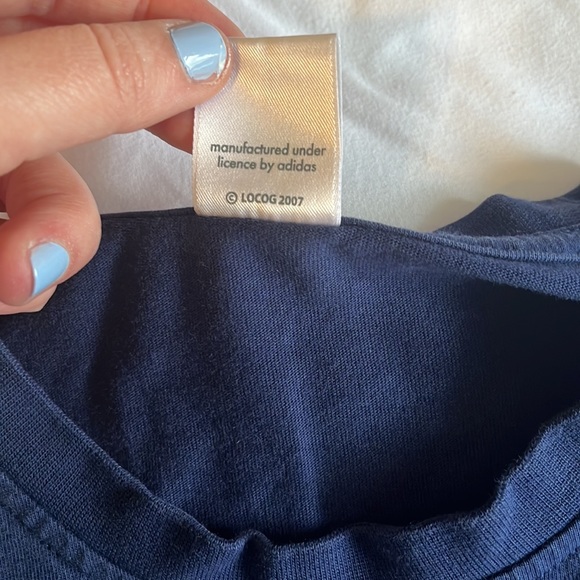 manufactured under
licence by adidas
© LOCOG 2007